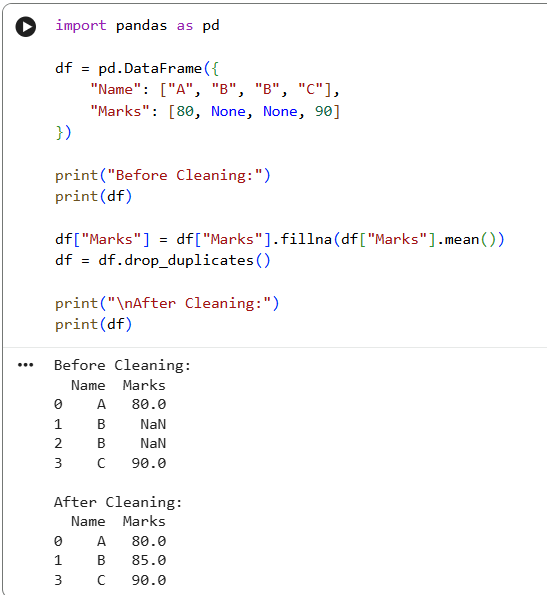 import pandas as pd

df = pd.DataFrame({
    "Name": ["A", "B", "B", "C"],
    "Marks": [80, None, None, 90]
})

print("Before Cleaning:")
print(df)

df["Marks"] = df["Marks"].fillna(df["Marks"].mean())
df = df.drop_duplicates()

print("\nAfter Cleaning:")
print(df)

Before Cleaning:
  Name  Marks
0    A   80.0
1    B    NaN
2    B    NaN
3    C   90.0

After Cleaning:
  Name  Marks
0    A   80.0
1    B   85.0
3    C   90.0